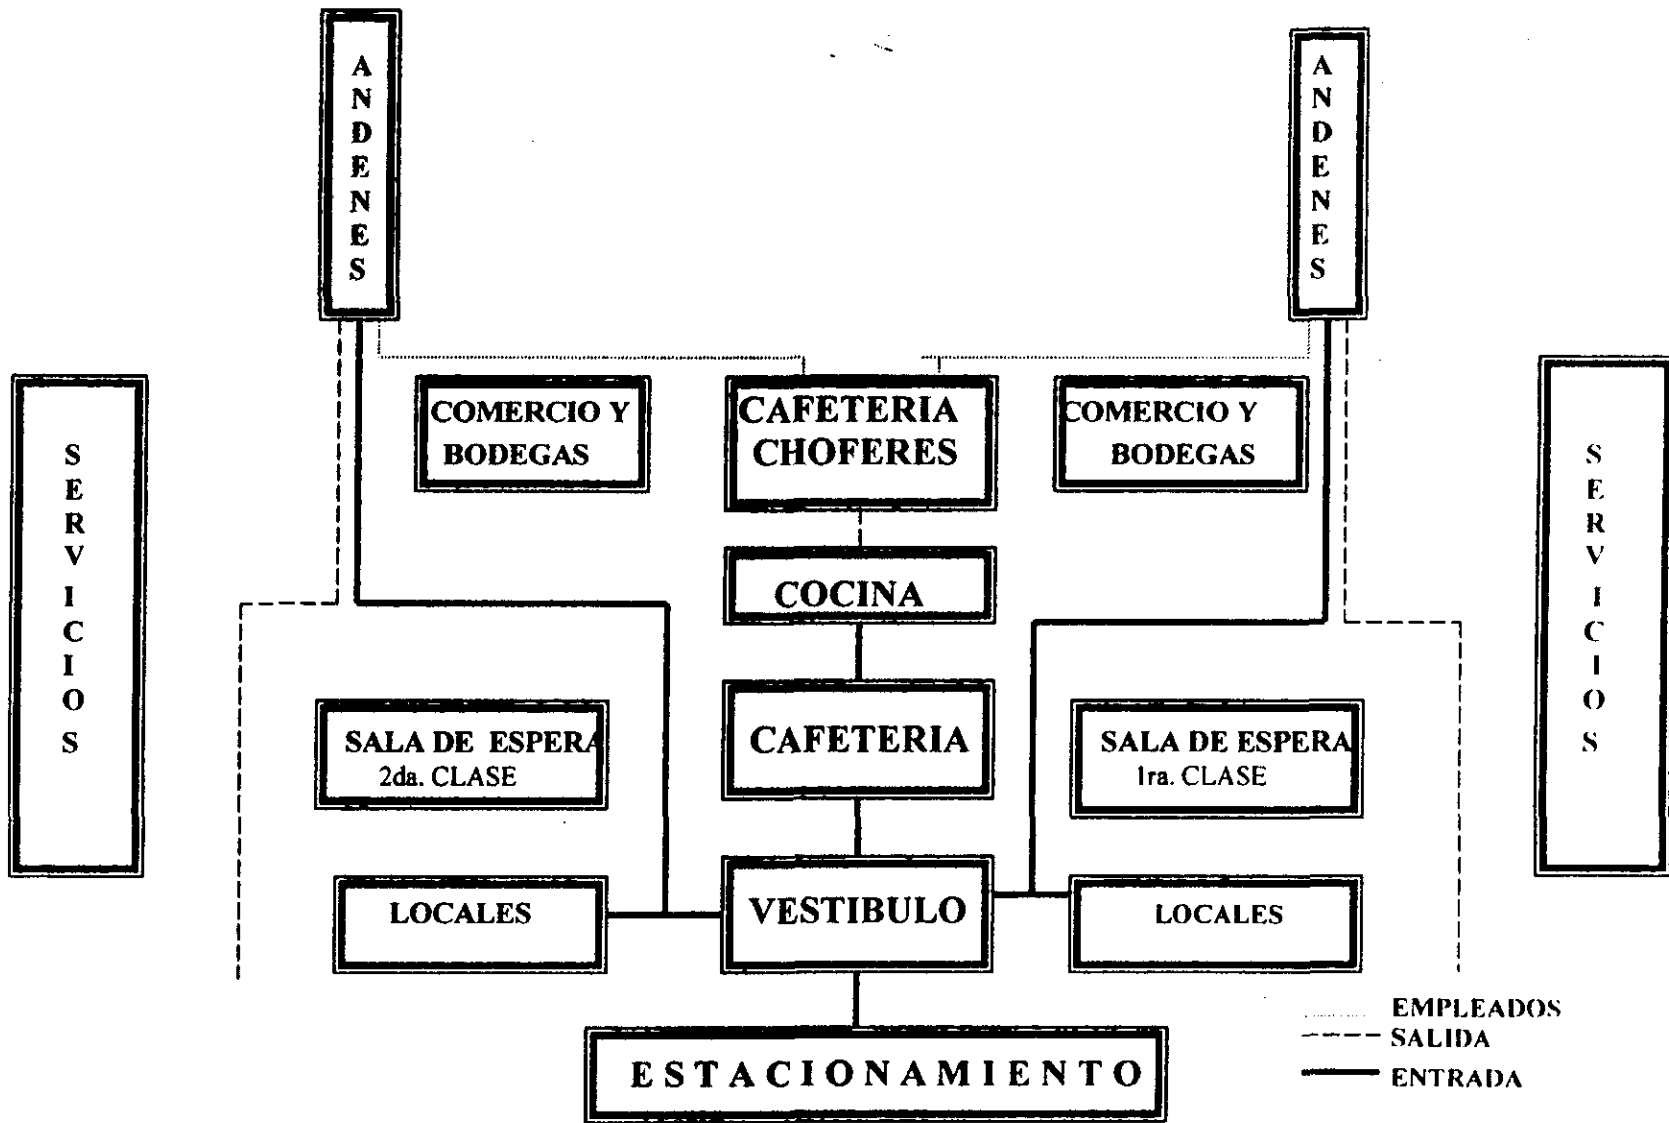 ANDENES
ANDENES
COMERCIO Y
BODEGAS
CAFETERIA
CHOFERES
COMERCIO Y
BODEGAS
SERVICIOS
SERVICIOS
COCINA
SALA DE ESPERA
2da. CLASE
CAFETERIA
SALA DE ESPERA
1ra. CLASE
LOCALES
VESTIBULO
LOCALES
ESTACIONAMIENTO
EMPLEADOS
SALIDA
ENTRADA